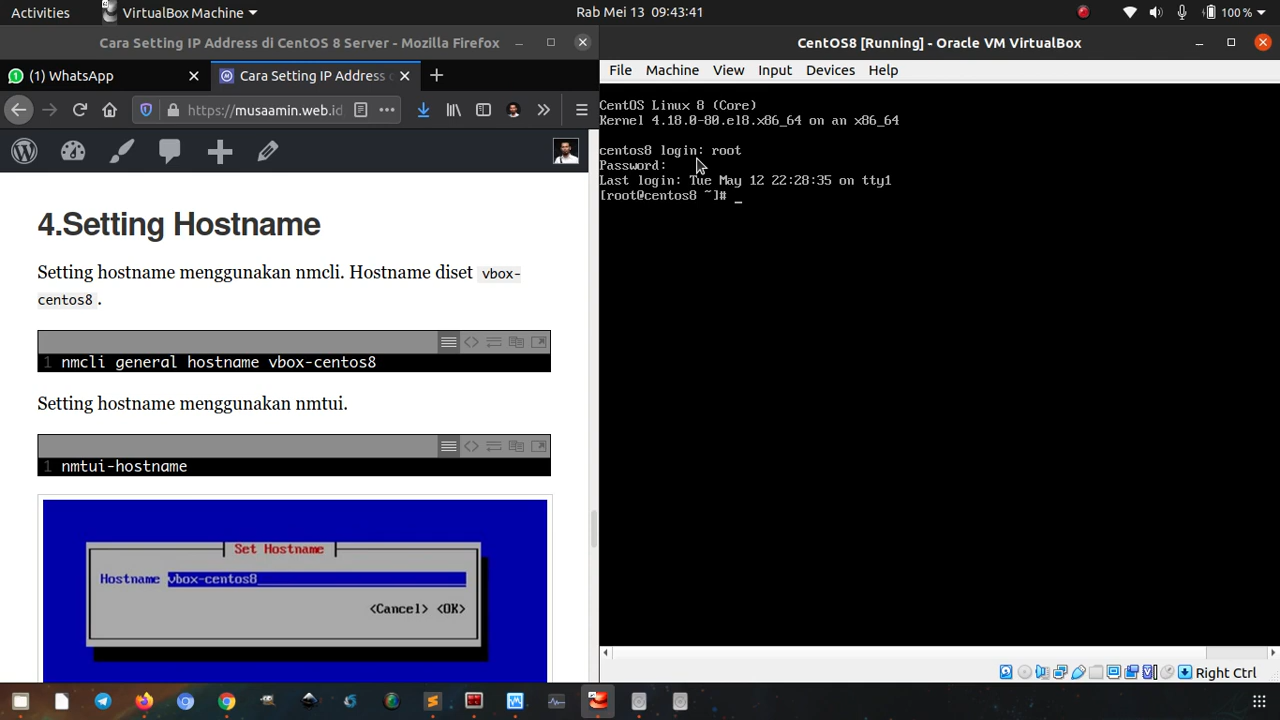 Activities
VirtualBox Machine
Rab Mei 13 09:43:41
100 %
Cara Setting IP Address di CentOS 8 Server - Mozilla Firefox
(1) WhatsApp
Cara Setting IP Address
https://musaamin.web.id
4.Setting Hostname
Setting hostname menggunakan nmcli. Hostname diset vbox-
centos8.
1 nmcli general hostname vbox-centos8
Setting hostname menggunakan nmtui.
1 nmtui-hostname
Set Hostname
Hostname vbox-centos8
<Cancel> <OK>
CentOS8 [Running] - Oracle VM VirtualBox
File Machine View Input Devices Help
CentOS Linux 8 (Core)
Kernel 4.18.0-80.el8.x86_64 on an x86_64
centos8 login: root
Password:
Last login: Tue May 12 22:28:35 on tty1
[root@centos8 ~]# _
Right Ctrl